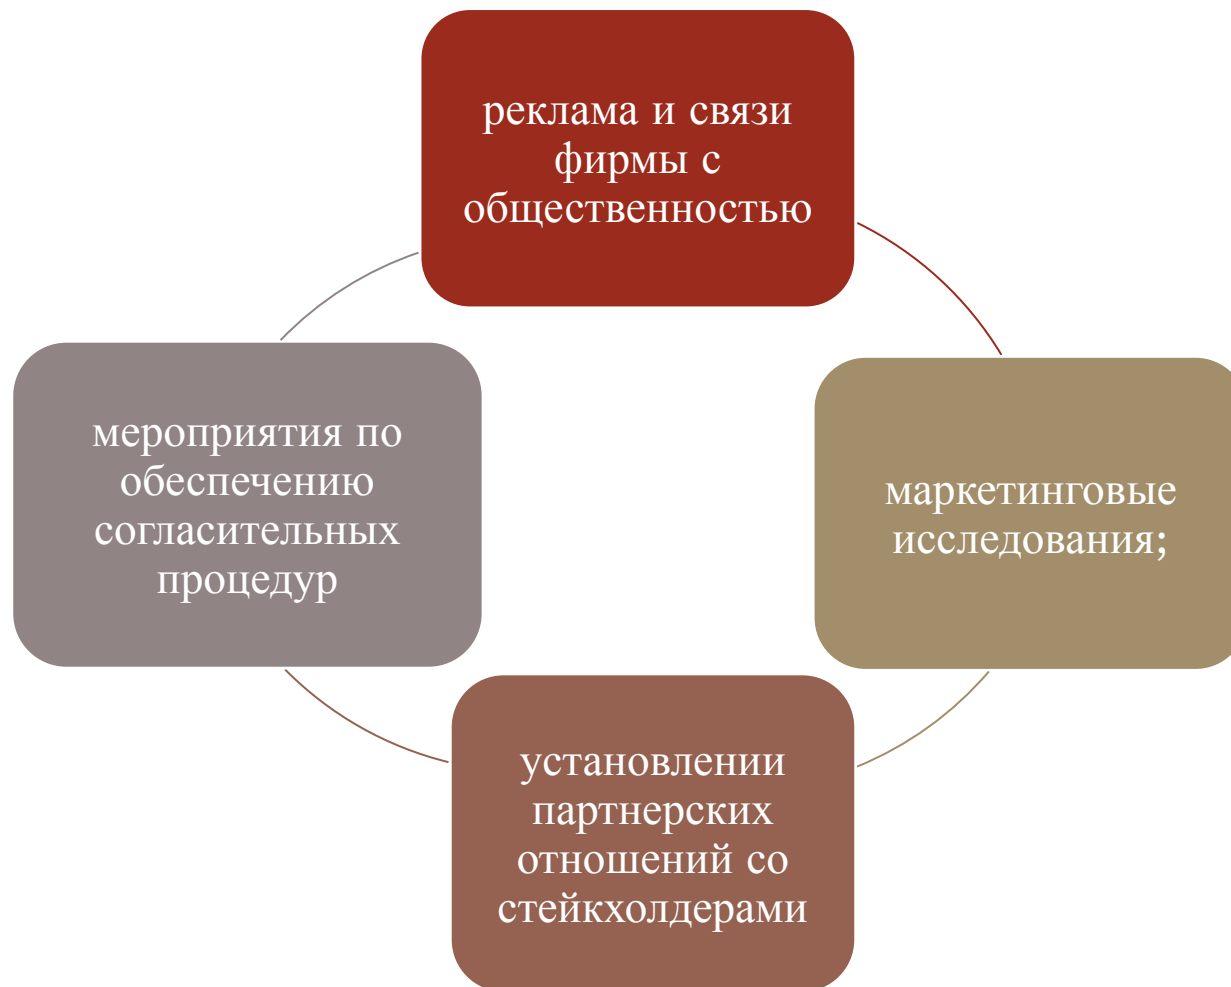 реклама и связи
фирмы с
общественностью
мероприятия по
обеспечению
согласительных
процедур
маркетинговые
исследования;
установлении
партнерских
отношений со
стейкхолдерами